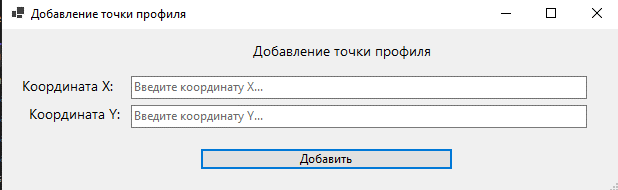 Добавление точки профиля
Добавление точки профиля
Координата X: Введите координату X...
Координата Y: Введите координату Y...
Добавить